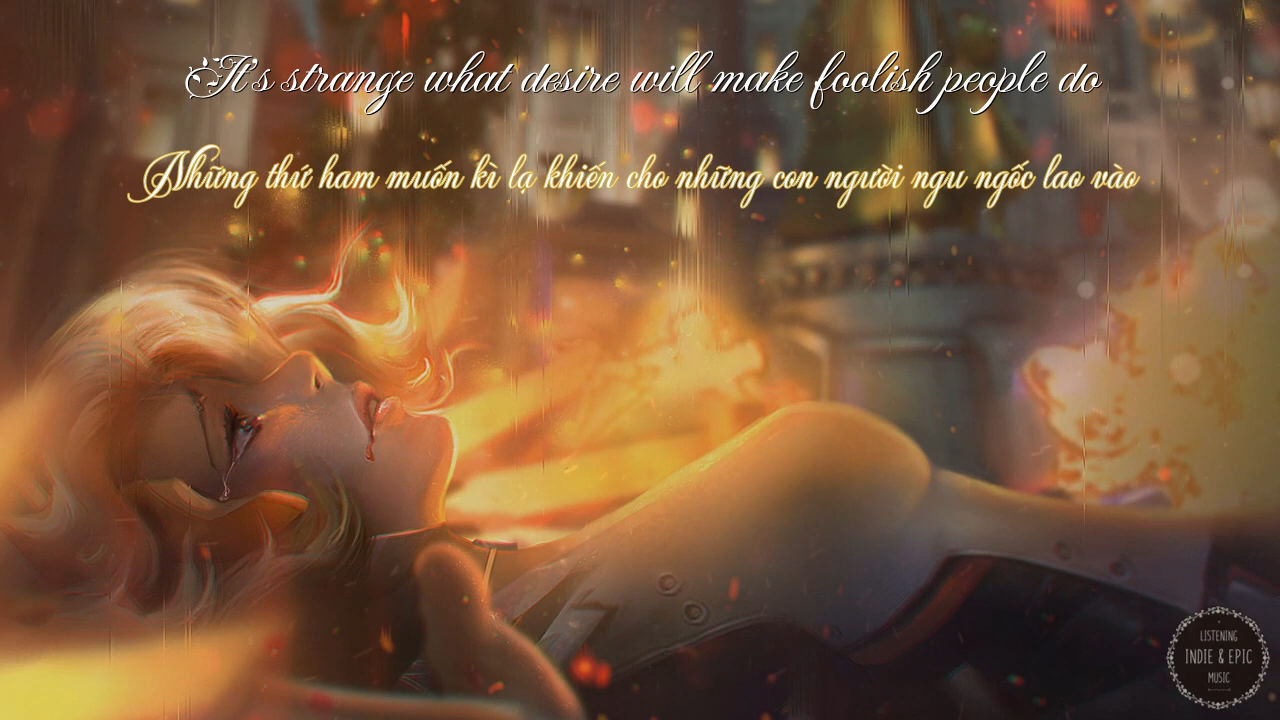 It's strange what desire will make foolish people do
Những thứ ham muốn kì lạ khiến cho những con người ngu ngốc lao vào
LISTENING
INDIE & EPIC
MUSIC